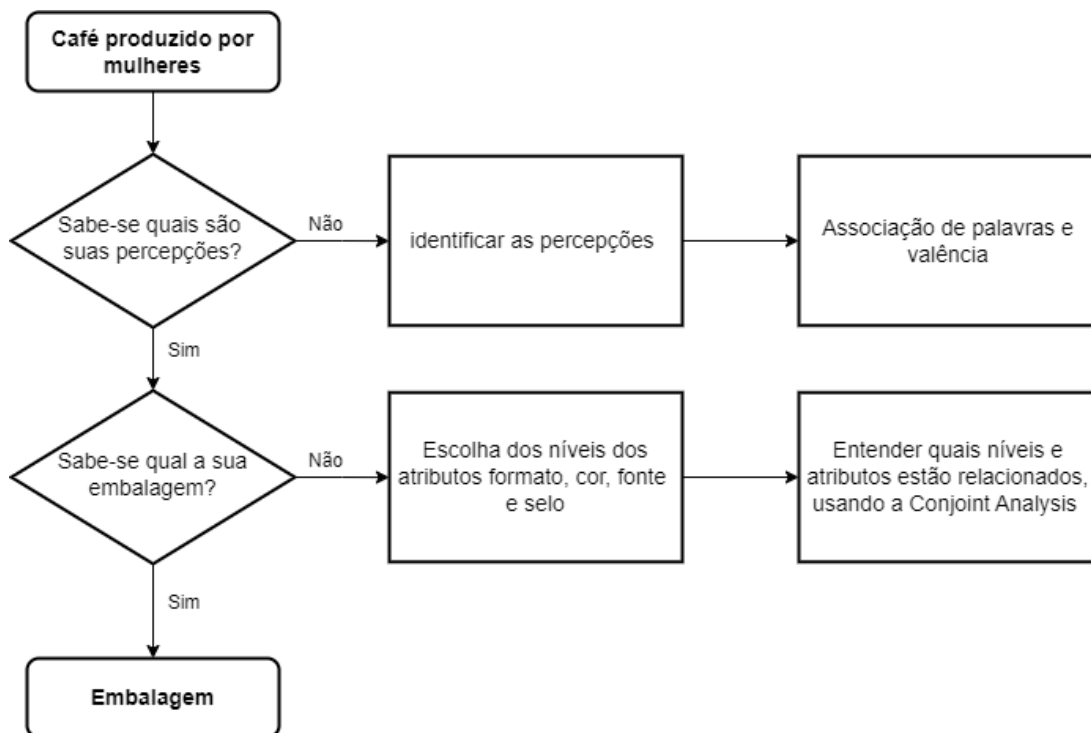 Café produzido por
mulheres
Sabe-se quais são
suas percepções?
Não
identificar as percepções
Associação de palavras e
valência
Sim
Sabe-se qual a sua
embalagem?
Não
Escolha dos níveis dos
atributos formato, cor, fonte
e selo
Entender quais níveis e
atributos estão relacionados,
usando a Conjoint Analysis
Sim
Embalagem